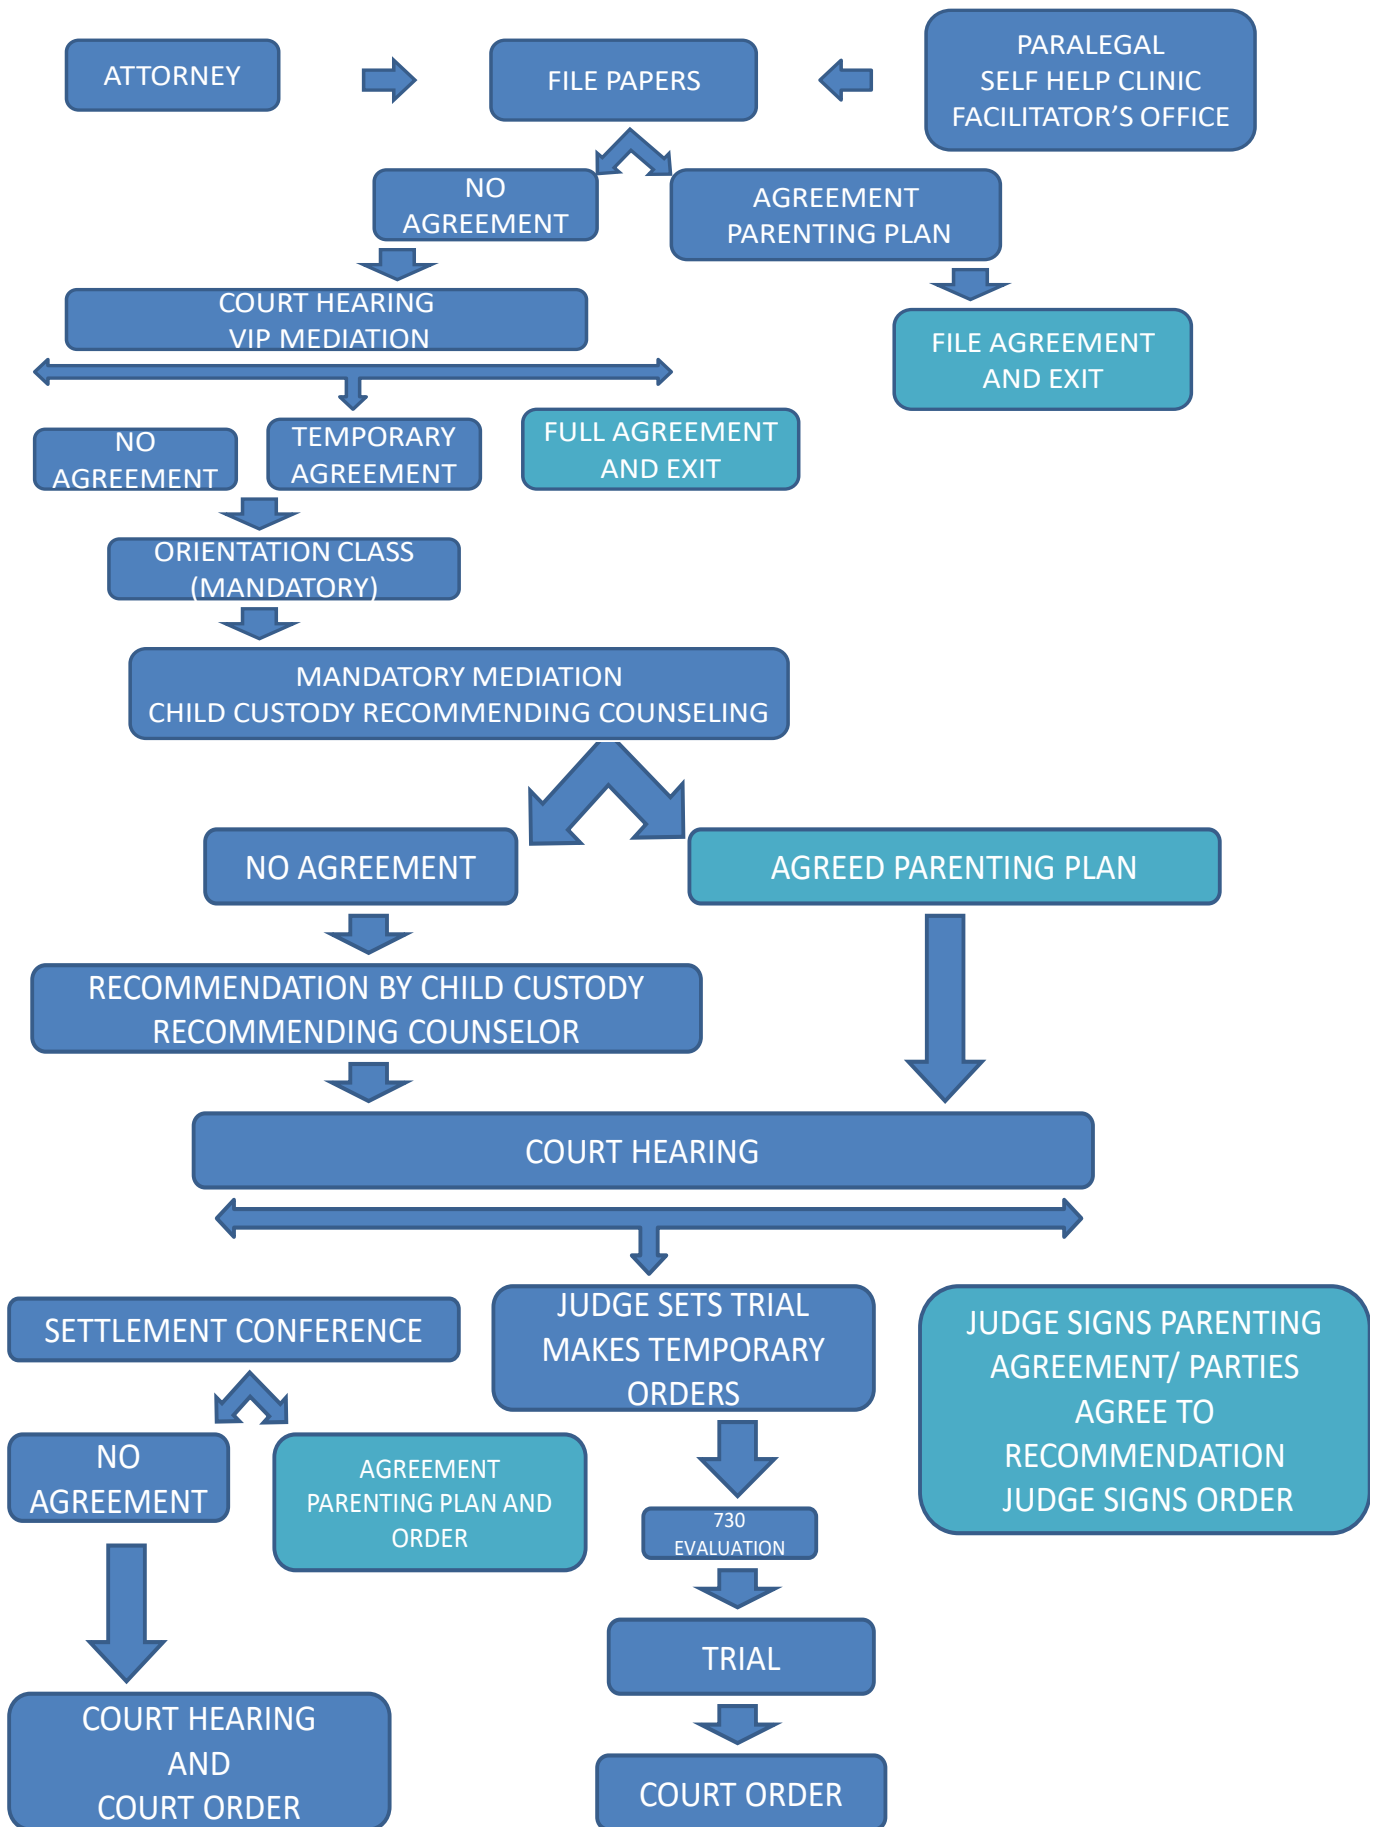 ATTORNEY
FILE PAPERS
PARALEGAL
SELF HELP CLINIC
FACILITATOR’S OFFICE
NO
AGREEMENT
AGREEMENT
PARENTING PLAN
COURT HEARING
VIP MEDIATION
FILE AGREEMENT
AND EXIT
NO
AGREEMENT
TEMPORARY
AGREEMENT
FULL AGREEMENT
AND EXIT
ORIENTATION CLASS
(MANDATORY)
MANDATORY MEDIATION
CHILD CUSTODY RECOMMENDING COUNSELING
NO AGREEMENT
AGREED PARENTING PLAN
RECOMMENDATION BY CHILD CUSTODY
RECOMMENDING COUNSELOR
COURT HEARING
SETTLEMENT CONFERENCE
JUDGE SETS TRIAL
MAKES TEMPORARY
ORDERS
JUDGE SIGNS PARENTING
AGREEMENT/ PARTIES
AGREE TO
RECOMMENDATION
JUDGE SIGNS ORDER
NO
AGREEMENT
AGREEMENT
PARENTING PLAN AND
ORDER
730
EVALUATION
TRIAL
COURT HEARING
AND
COURT ORDER
COURT ORDER